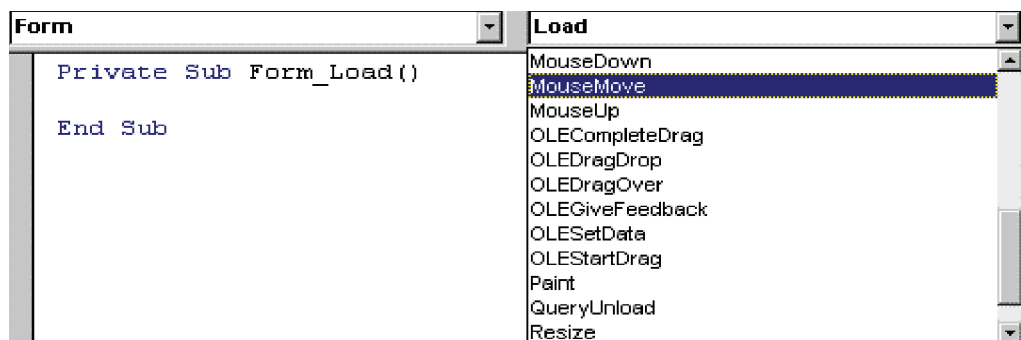 Form
Load
Private Sub Form_Load()
End Sub
MouseDown
MouseMove
MouseUp
OLECompleteDrag
OLEDragDrop
OLEDragOver
OLEGiveFeedback
OLESetData
OLEStartDrag
Paint
QueryUnload
Resize